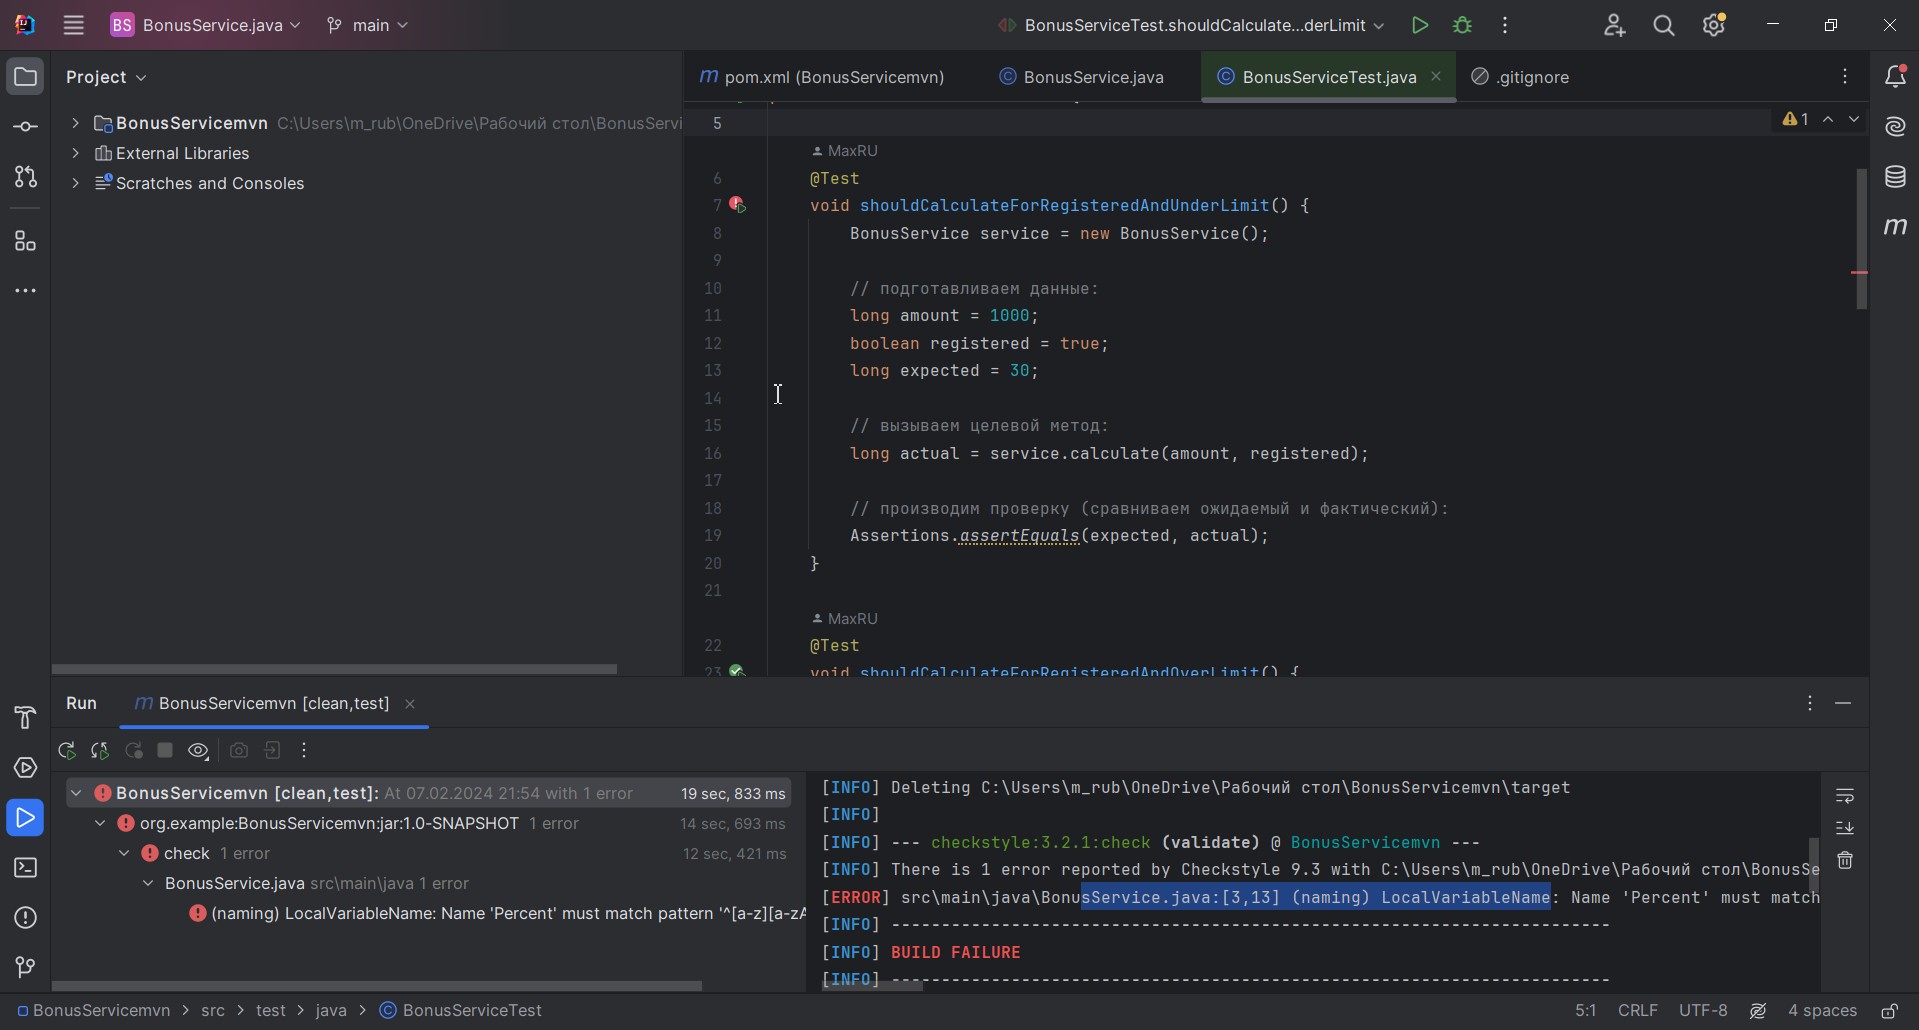 BS BonusService.java main BonusServiceTest.shouldCalculate...derLimit
Project
BonusServicemvn C:\Users\m_rub\OneDrive\Рабочий стол\BonusServi
External Libraries
Scratches and Consoles
m pom.xml (BonusServicemvn) BonusService.java BonusServiceTest.java .gitignore
5
1
MaxRU
6 @Test
7 void shouldCalculateForRegisteredAndUnderLimit() {
8 BonusService service = new BonusService();
9
10 // подготавливаем данные:
11 long amount = 1000;
12 boolean registered = true;
13 long expected = 30;
14
15 // вызываем целевой метод:
16 long actual = service.calculate(amount, registered);
17
18 // производим проверку (сравниваем ожидаемый и фактический):
19 Assertions.assertEquals(expected, actual);
20 }
21
MaxRU
22 @Test
23 void shouldCalculateForRegisteredAndOverLimit() {
m
Run m BonusServicemvn [clean,test]
BonusServicemvn [clean,test]: At 07.02.2024 21:54 with 1 error 19 sec, 833 ms
org.example:BonusServicemvn:jar:1.0-SNAPSHOT 1 error 14 sec, 693 ms
check 1 error 12 sec, 421 ms
BonusService.java src\main\java 1 error
(naming) LocalVariableName: Name 'Percent' must match pattern '^[a-z][a-zA
[INFO] Deleting C:\Users\m_rub\OneDrive\Рабочий стол\BonusServicemvn\target
[INFO]
[INFO] --- checkstyle:3.2.1:check (validate) @ BonusServicemvn ---
[INFO] There is 1 error reported by Checkstyle 9.3 with C:\Users\m_rub\OneDrive\Рабочий стол\BonusSe
[ERROR] src\main\java\BonusService.java:[3,13] (naming) LocalVariableName: Name 'Percent' must match
[INFO] ------------------------------------------------------------------------
[INFO] BUILD FAILURE
[INFO] ------------------------------------------------------------------------
BonusServicemvn > src > test > java > BonusServiceTest
5:1 CRLF UTF-8 4 spaces